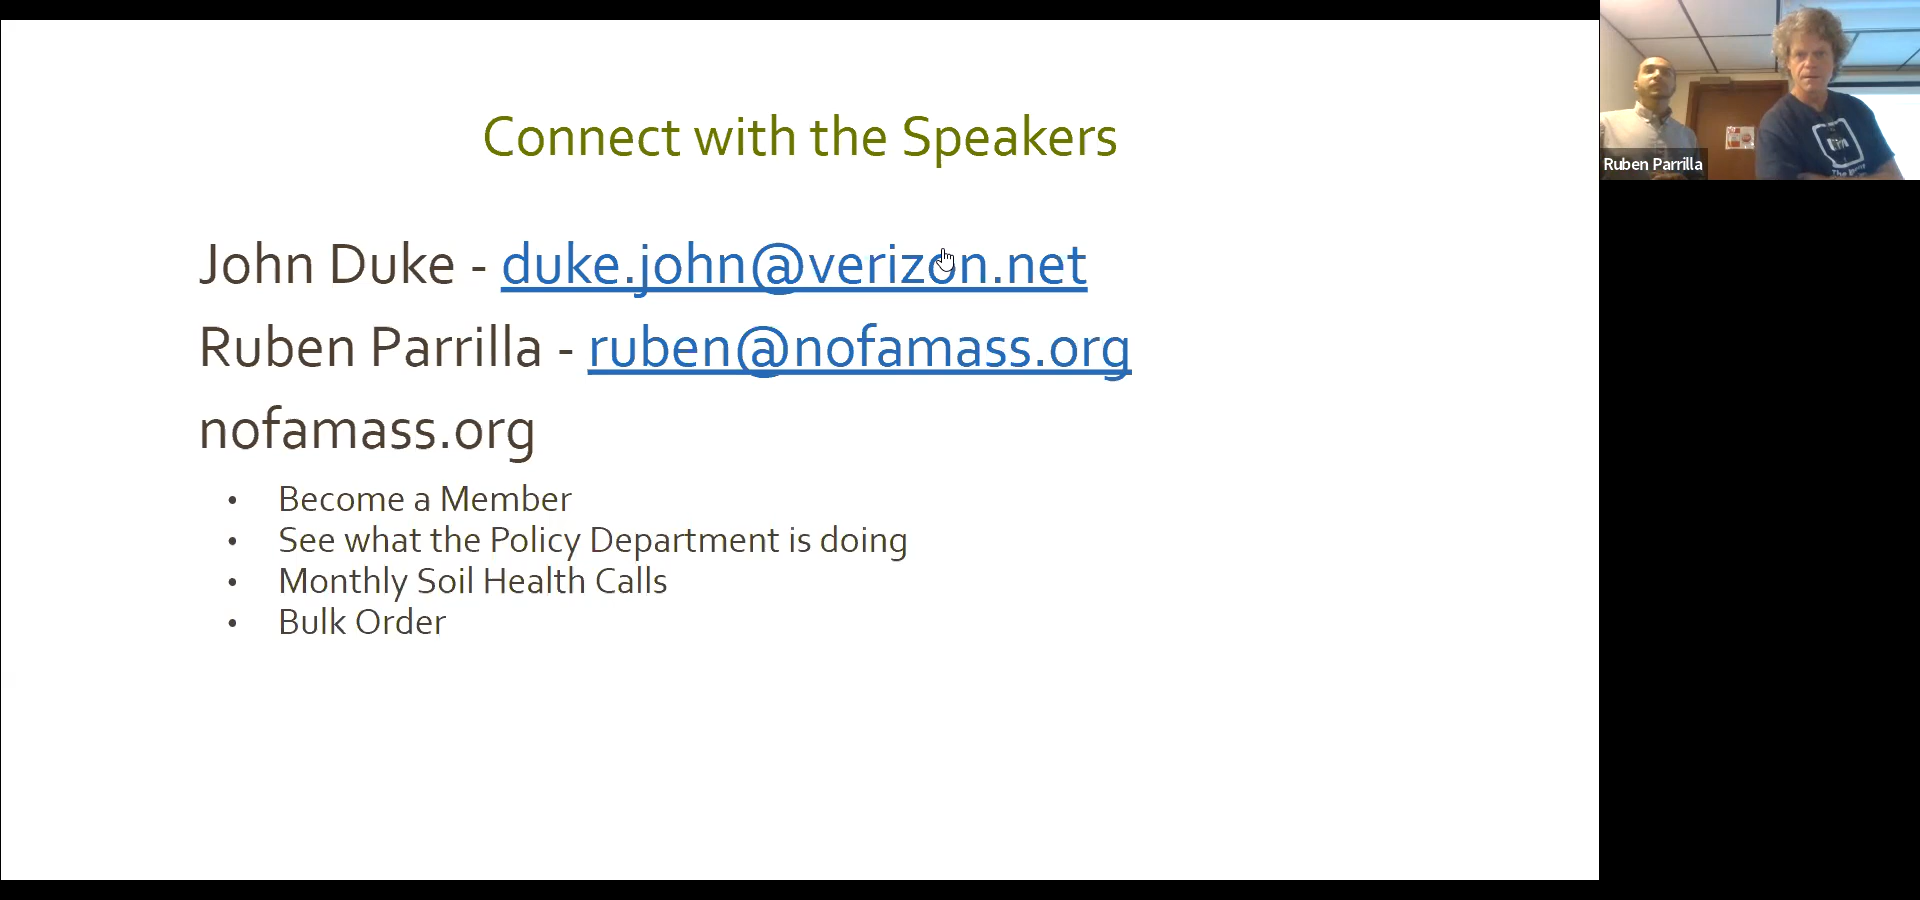 Connect with the Speakers
John Duke - duke.john@verizon.net
Ruben Parrilla - ruben@nofamass.org
nofamass.org
• Become a Member
• See what the Policy Department is doing
• Monthly Soil Health Calls
• Bulk Order
Ruben Parrilla